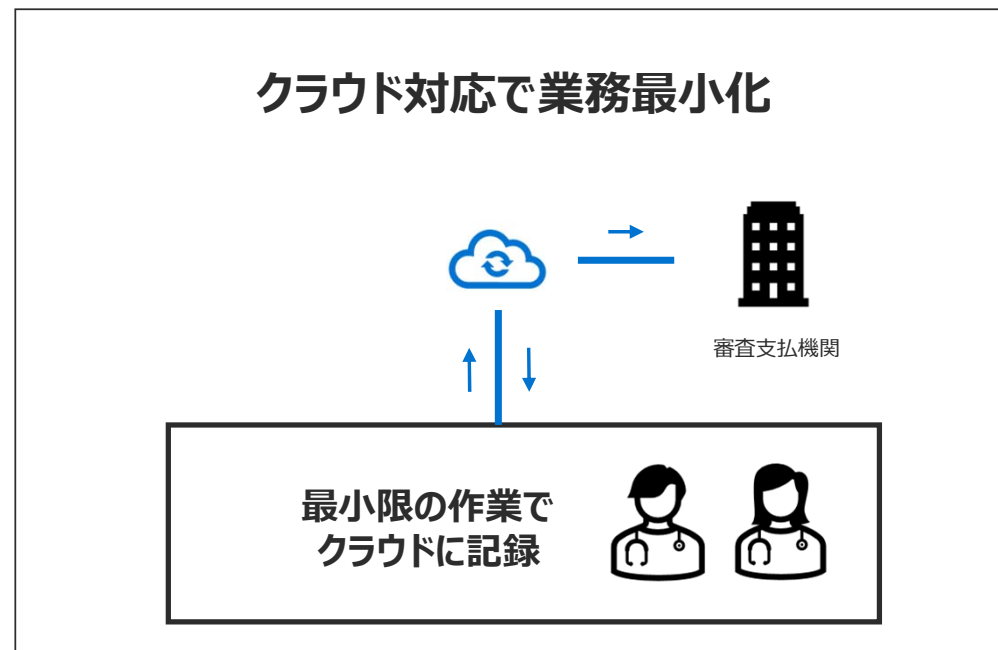 クラウド対応で業務最小化
審査支払機関
最小限の作業で
クラウドに記録